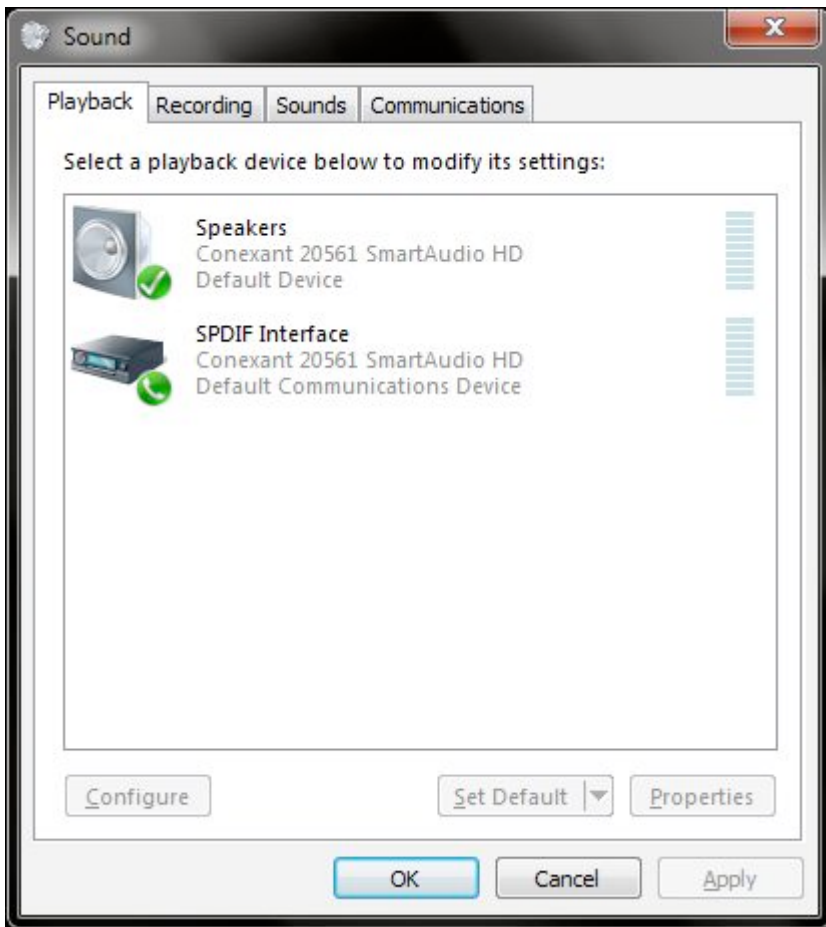 Sound
Playback
Recording
Sounds
Communications
Select a playback device below to modify its settings:
Speakers
Conexant 20561 SmartAudio HD
Default Device
SPDIF Interface
Conexant 20561 SmartAudio HD
Default Communications Device
Configure
Set Default
Properties
OK
Cancel
Apply